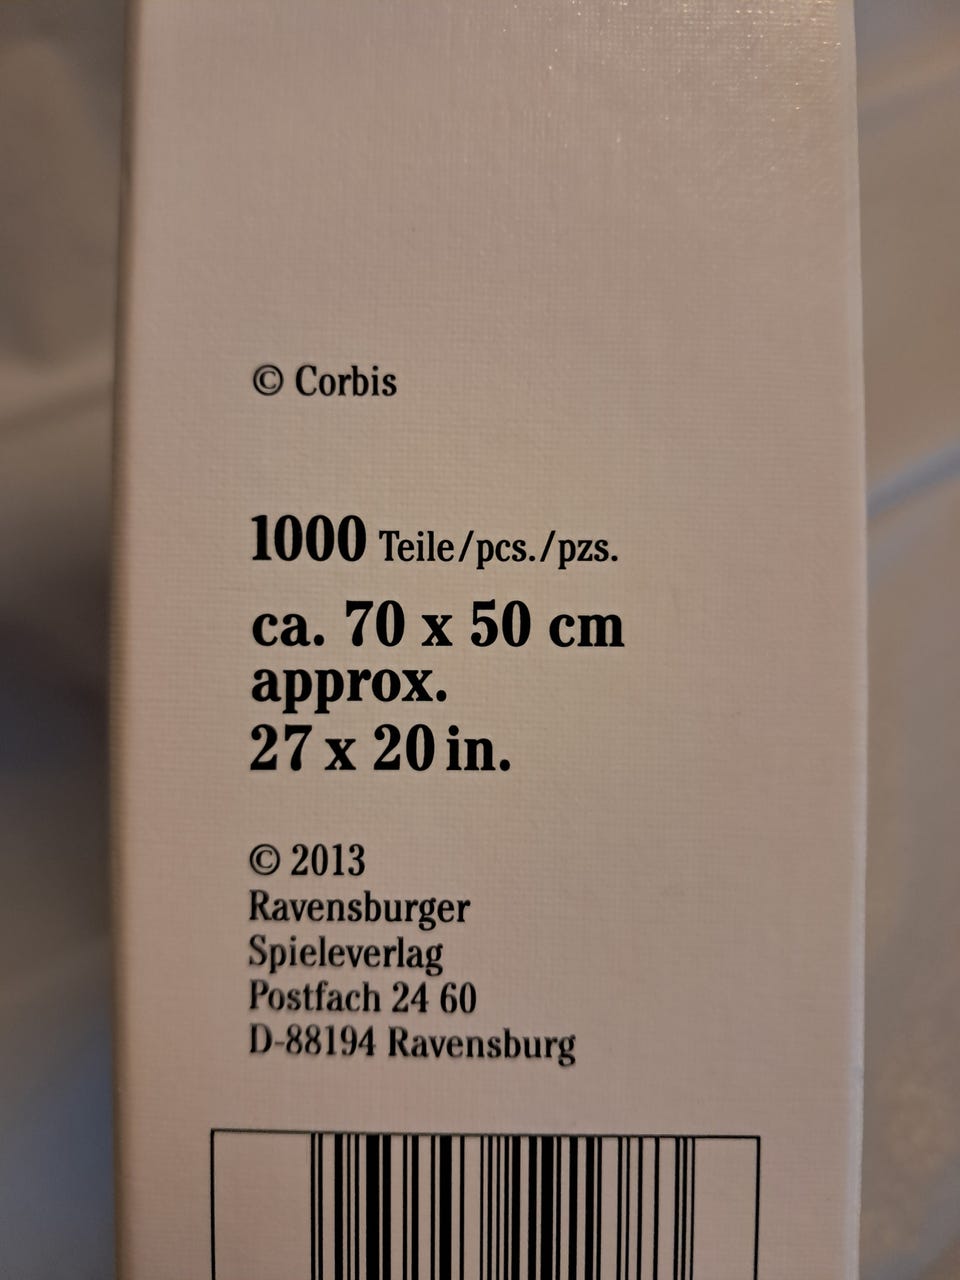 © Corbis
1000 Teile/pcs./pzs.
ca. 70 x 50 cm
approx.
27 x 20 in.
© 2013
Ravensburger
Spieleverlag
Postfach 24 60
D-88194 Ravensburg